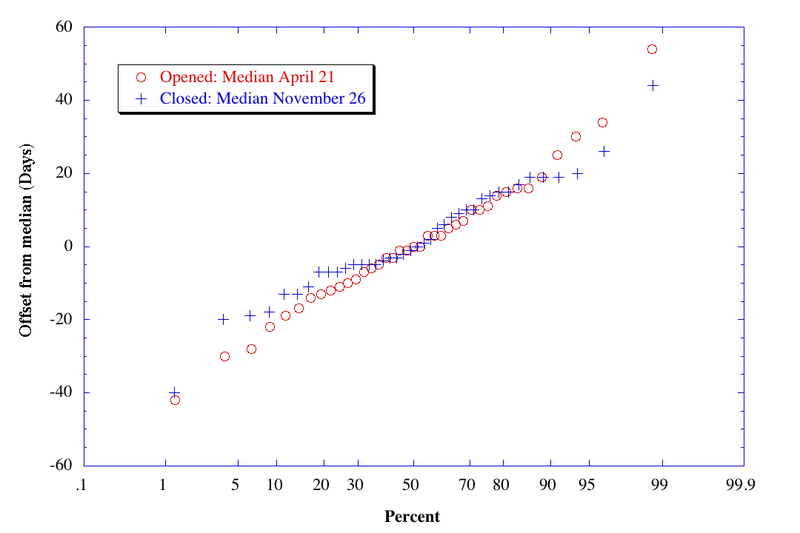 60
Opened: Median April 21
Closed: Median November 26
40
20
0
-20
-40
-60
Offset from median (Days)
.1 1 5 10 20 30 50 70 80 90 95 99 99.9
Percent